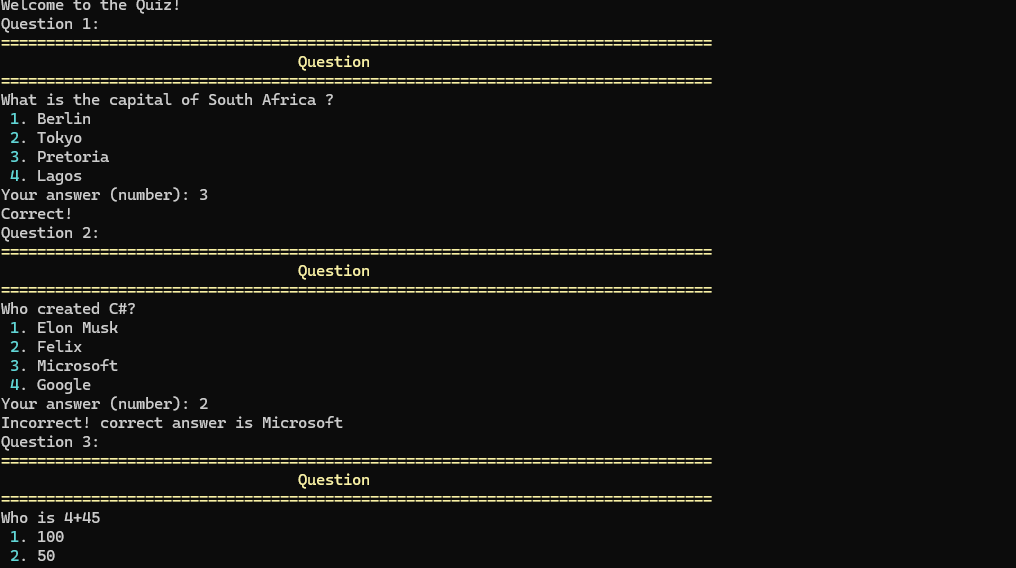 Welcome to the Quiz!
Question 1:
===============================================================================
Question
===============================================================================
What is the capital of South Africa ?
1. Berlin
2. Tokyo
3. Pretoria
4. Lagos
Your answer (number): 3
Correct!
Question 2:
===============================================================================
Question
===============================================================================
Who created C#?
1. Elon Musk
2. Felix
3. Microsoft
4. Google
Your answer (number): 2
Incorrect! correct answer is Microsoft
Question 3:
===============================================================================
Question
===============================================================================
Who is 4+45
1. 100
2. 50